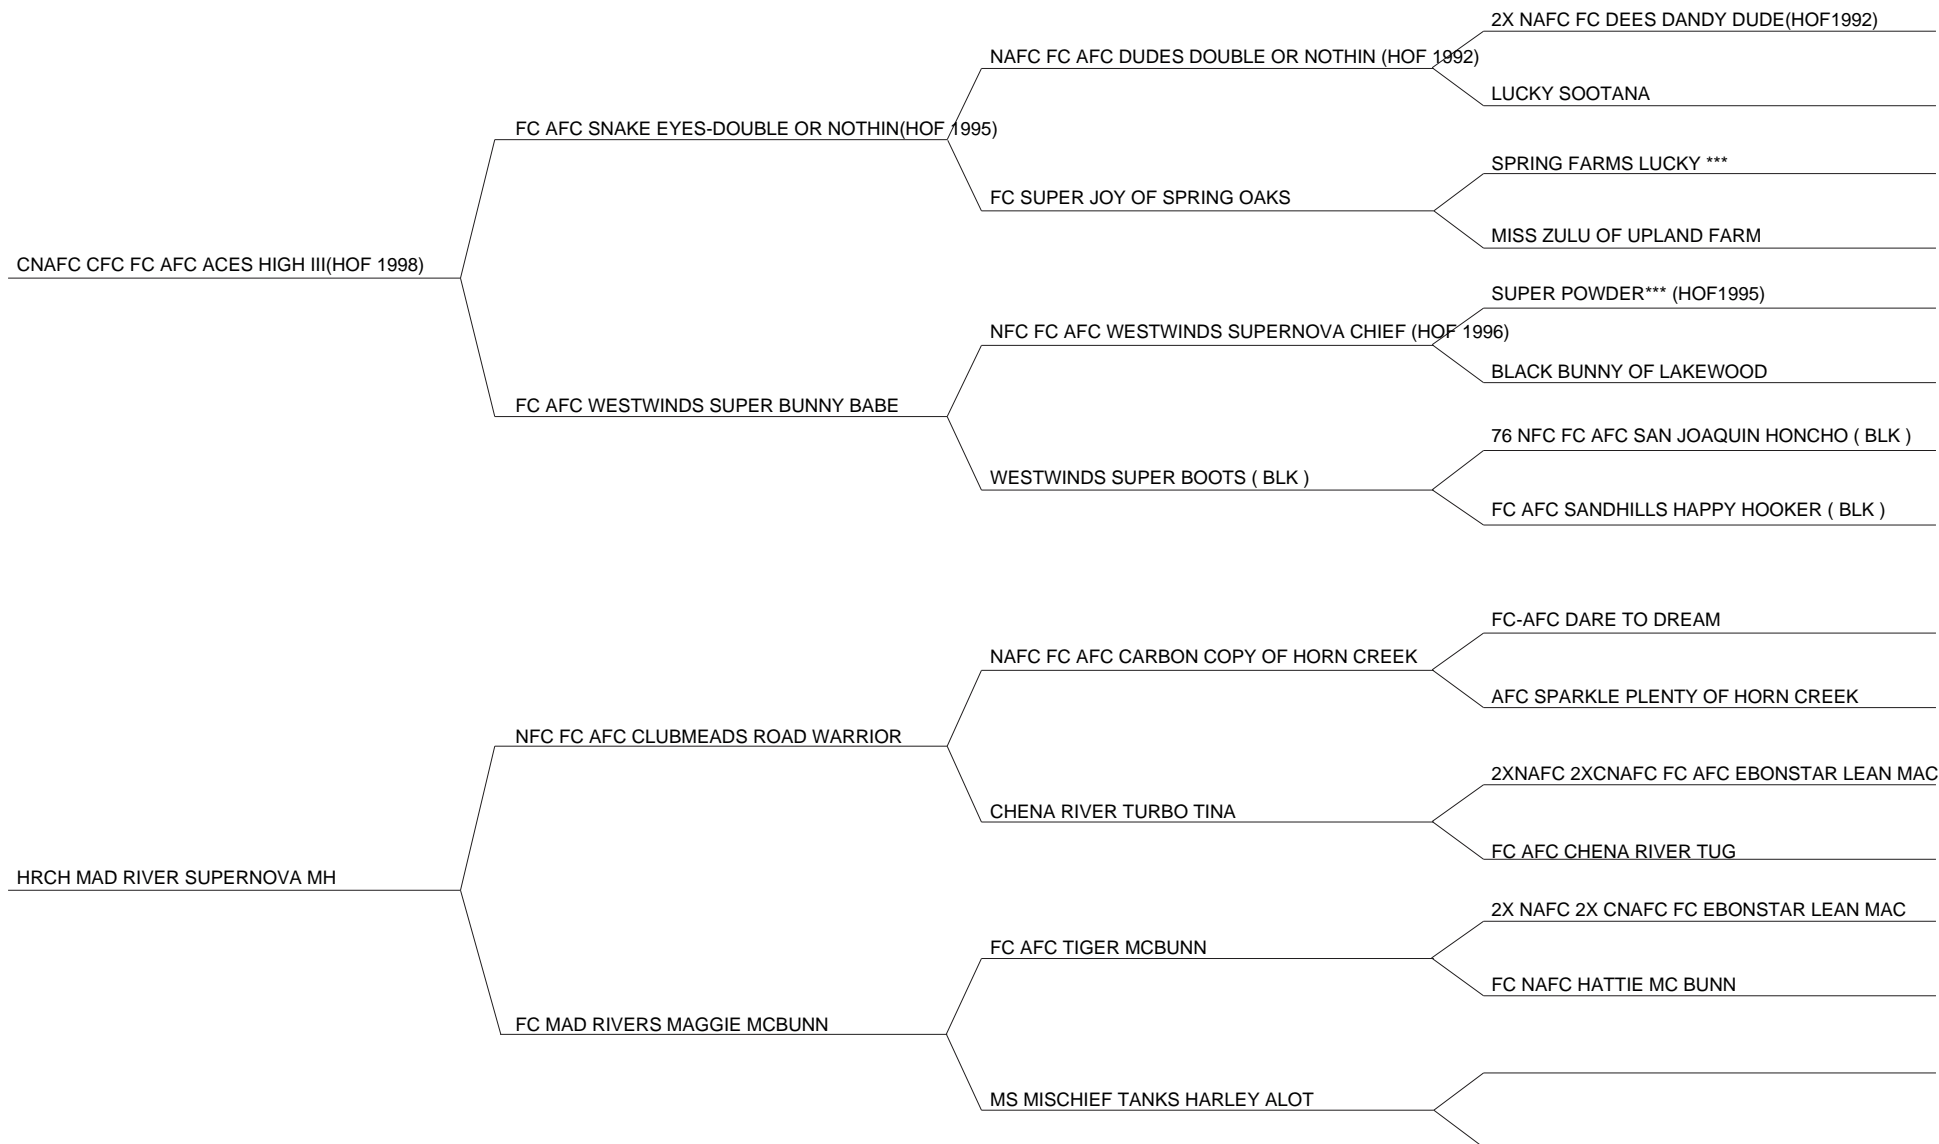 2X NAFC FC DEES DANDY DUDE(HOF1992)
NAFC FC AFC DUDES DOUBLE OR NOTHIN (HOF 1992)
LUCKY SOOTANA
FC AFC SNAKE EYES-DOUBLE OR NOTHIN(HOF 1995)
SPRING FARMS LUCKY ***
FC SUPER JOY OF SPRING OAKS
MISS ZULU OF UPLAND FARM
CNAFC CFC FC AFC ACES HIGH III(HOF 1998)
SUPER POWDER*** (HOF1995)
NFC FC AFC WESTWINDS SUPERNOVA CHIEF (HOF 1996)
BLACK BUNNY OF LAKEWOOD
FC AFC WESTWINDS SUPER BUNNY BABE
76 NFC FC AFC SAN JOAQUIN HONCHO ( BLK )
WESTWINDS SUPER BOOTS ( BLK )
FC AFC SANDHILLS HAPPY HOOKER ( BLK )
FC-AFC DARE TO DREAM
NAFC FC AFC CARBON COPY OF HORN CREEK
AFC SPARKLE PLENTY OF HORN CREEK
NFC FC AFC CLUBMEADS ROAD WARRIOR
2XNAFC 2XCNAFC FC AFC EBONSTAR LEAN MAC
CHENA RIVER TURBO TINA
FC AFC CHENA RIVER TUG
HRCH MAD RIVER SUPERNOVA MH
2X NAFC 2X CNAFC FC EBONSTAR LEAN MAC
FC AFC TIGER MCBUNN
FC NAFC HATTIE MC BUNN
FC MAD RIVERS MAGGIE MCBUNN
MS MISCHIEF TANKS HARLEY ALOT